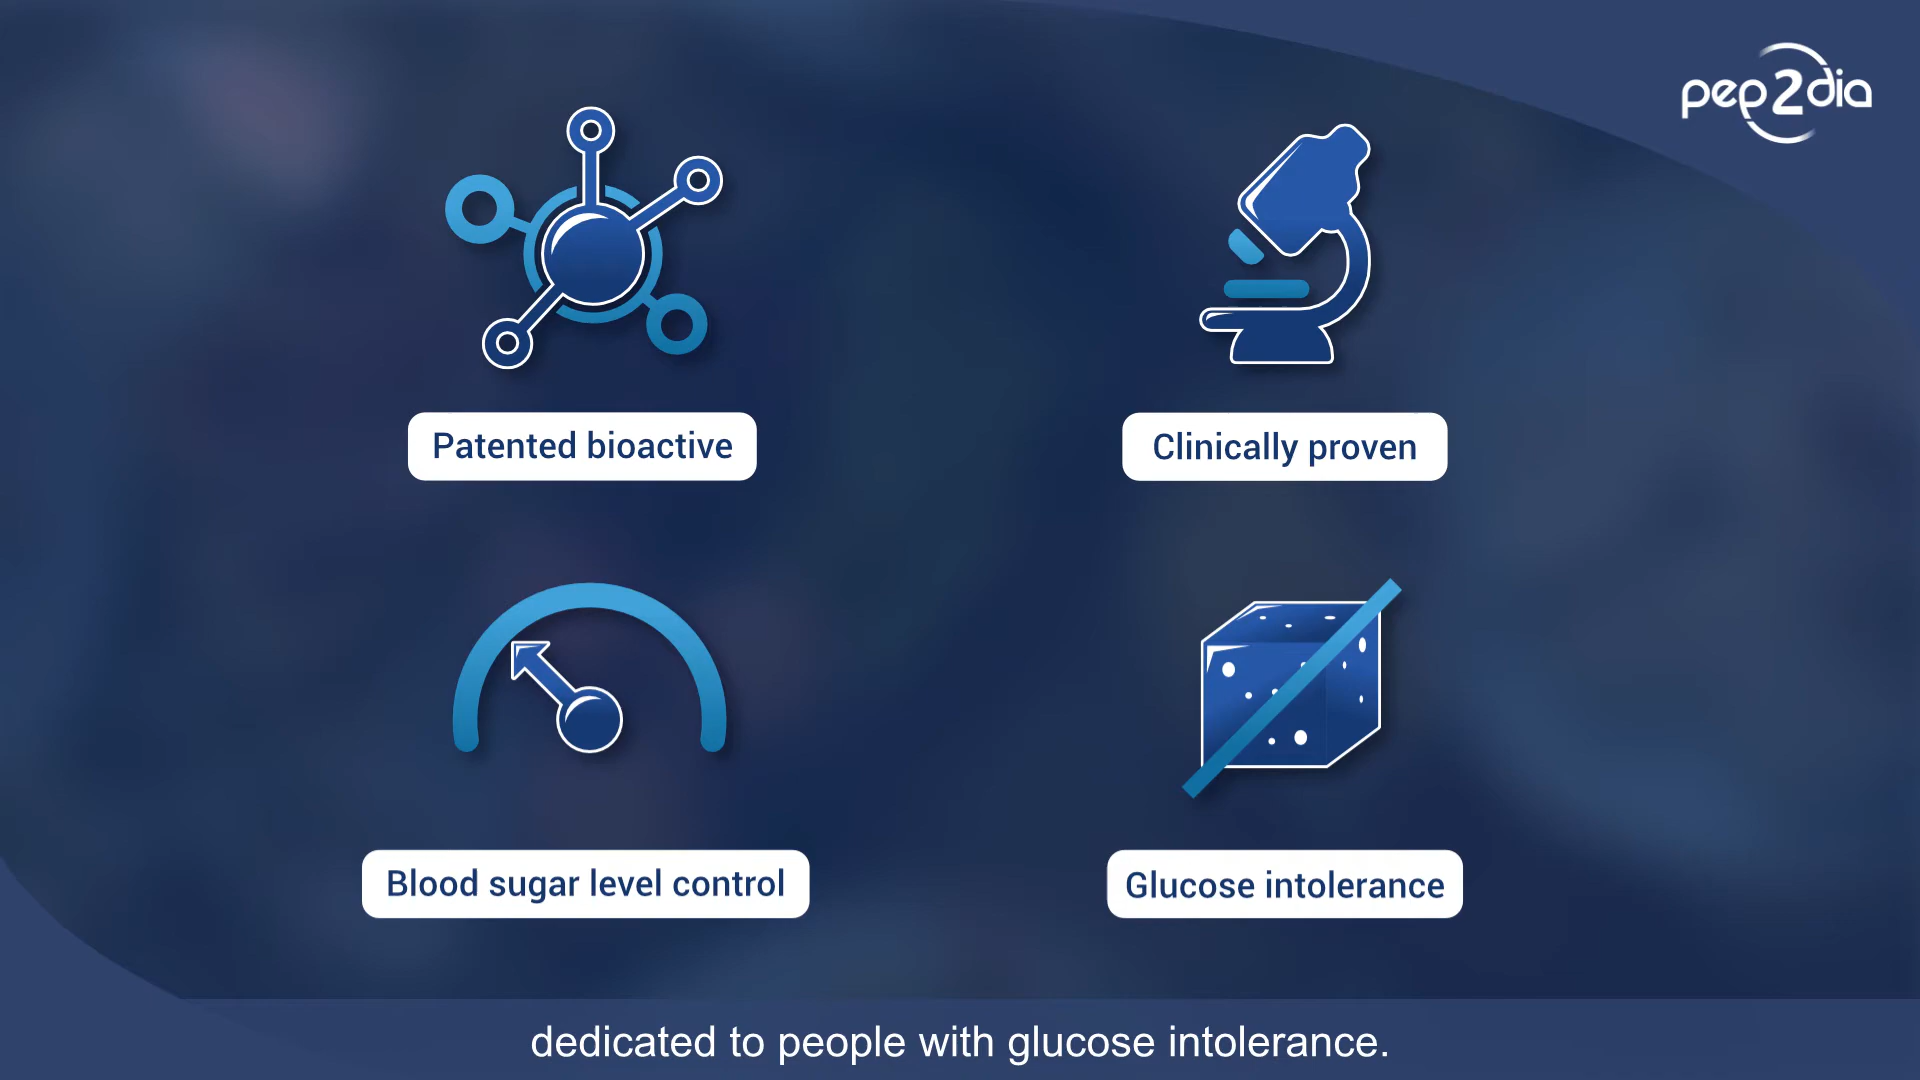 pep2dia
Patented bioactive
Clinically proven
Blood sugar level control
Glucose intolerance
dedicated to people with glucose intolerance.